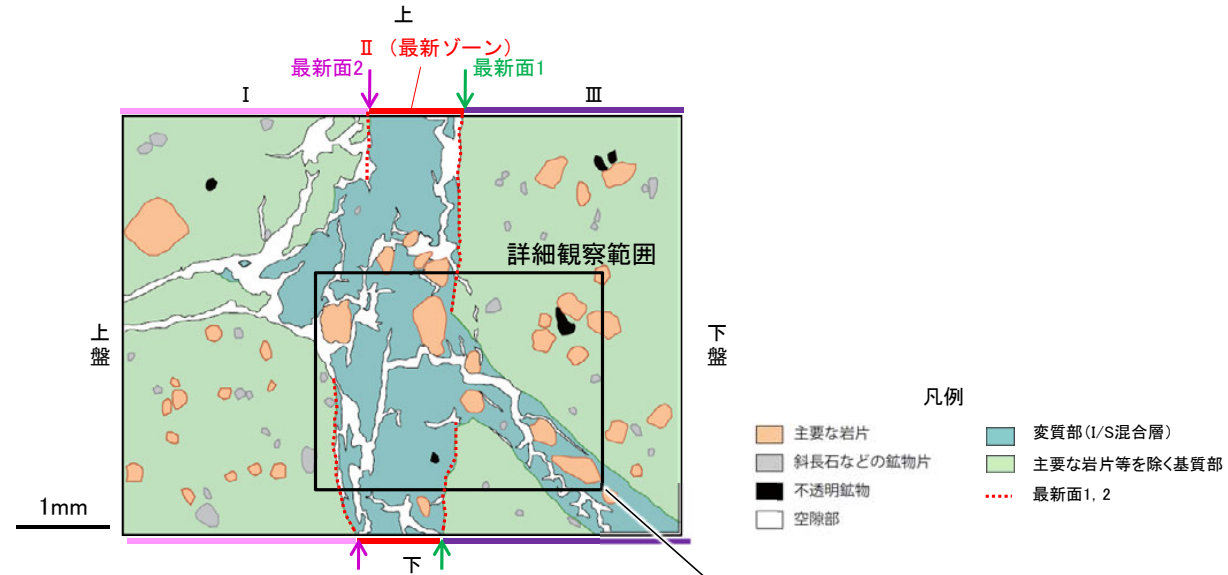 上
Ⅱ（最新ゾーン）
最新面2
最新面1
Ⅰ
Ⅲ
詳細観察範囲
上盤
下盤
凡例
主要な岩片
斜長石などの鉱物片
不透明鉱物
空隙部
変質部(I/S混合層)
主要な岩片等を除く基質部
最新面1, 2
1mm
下